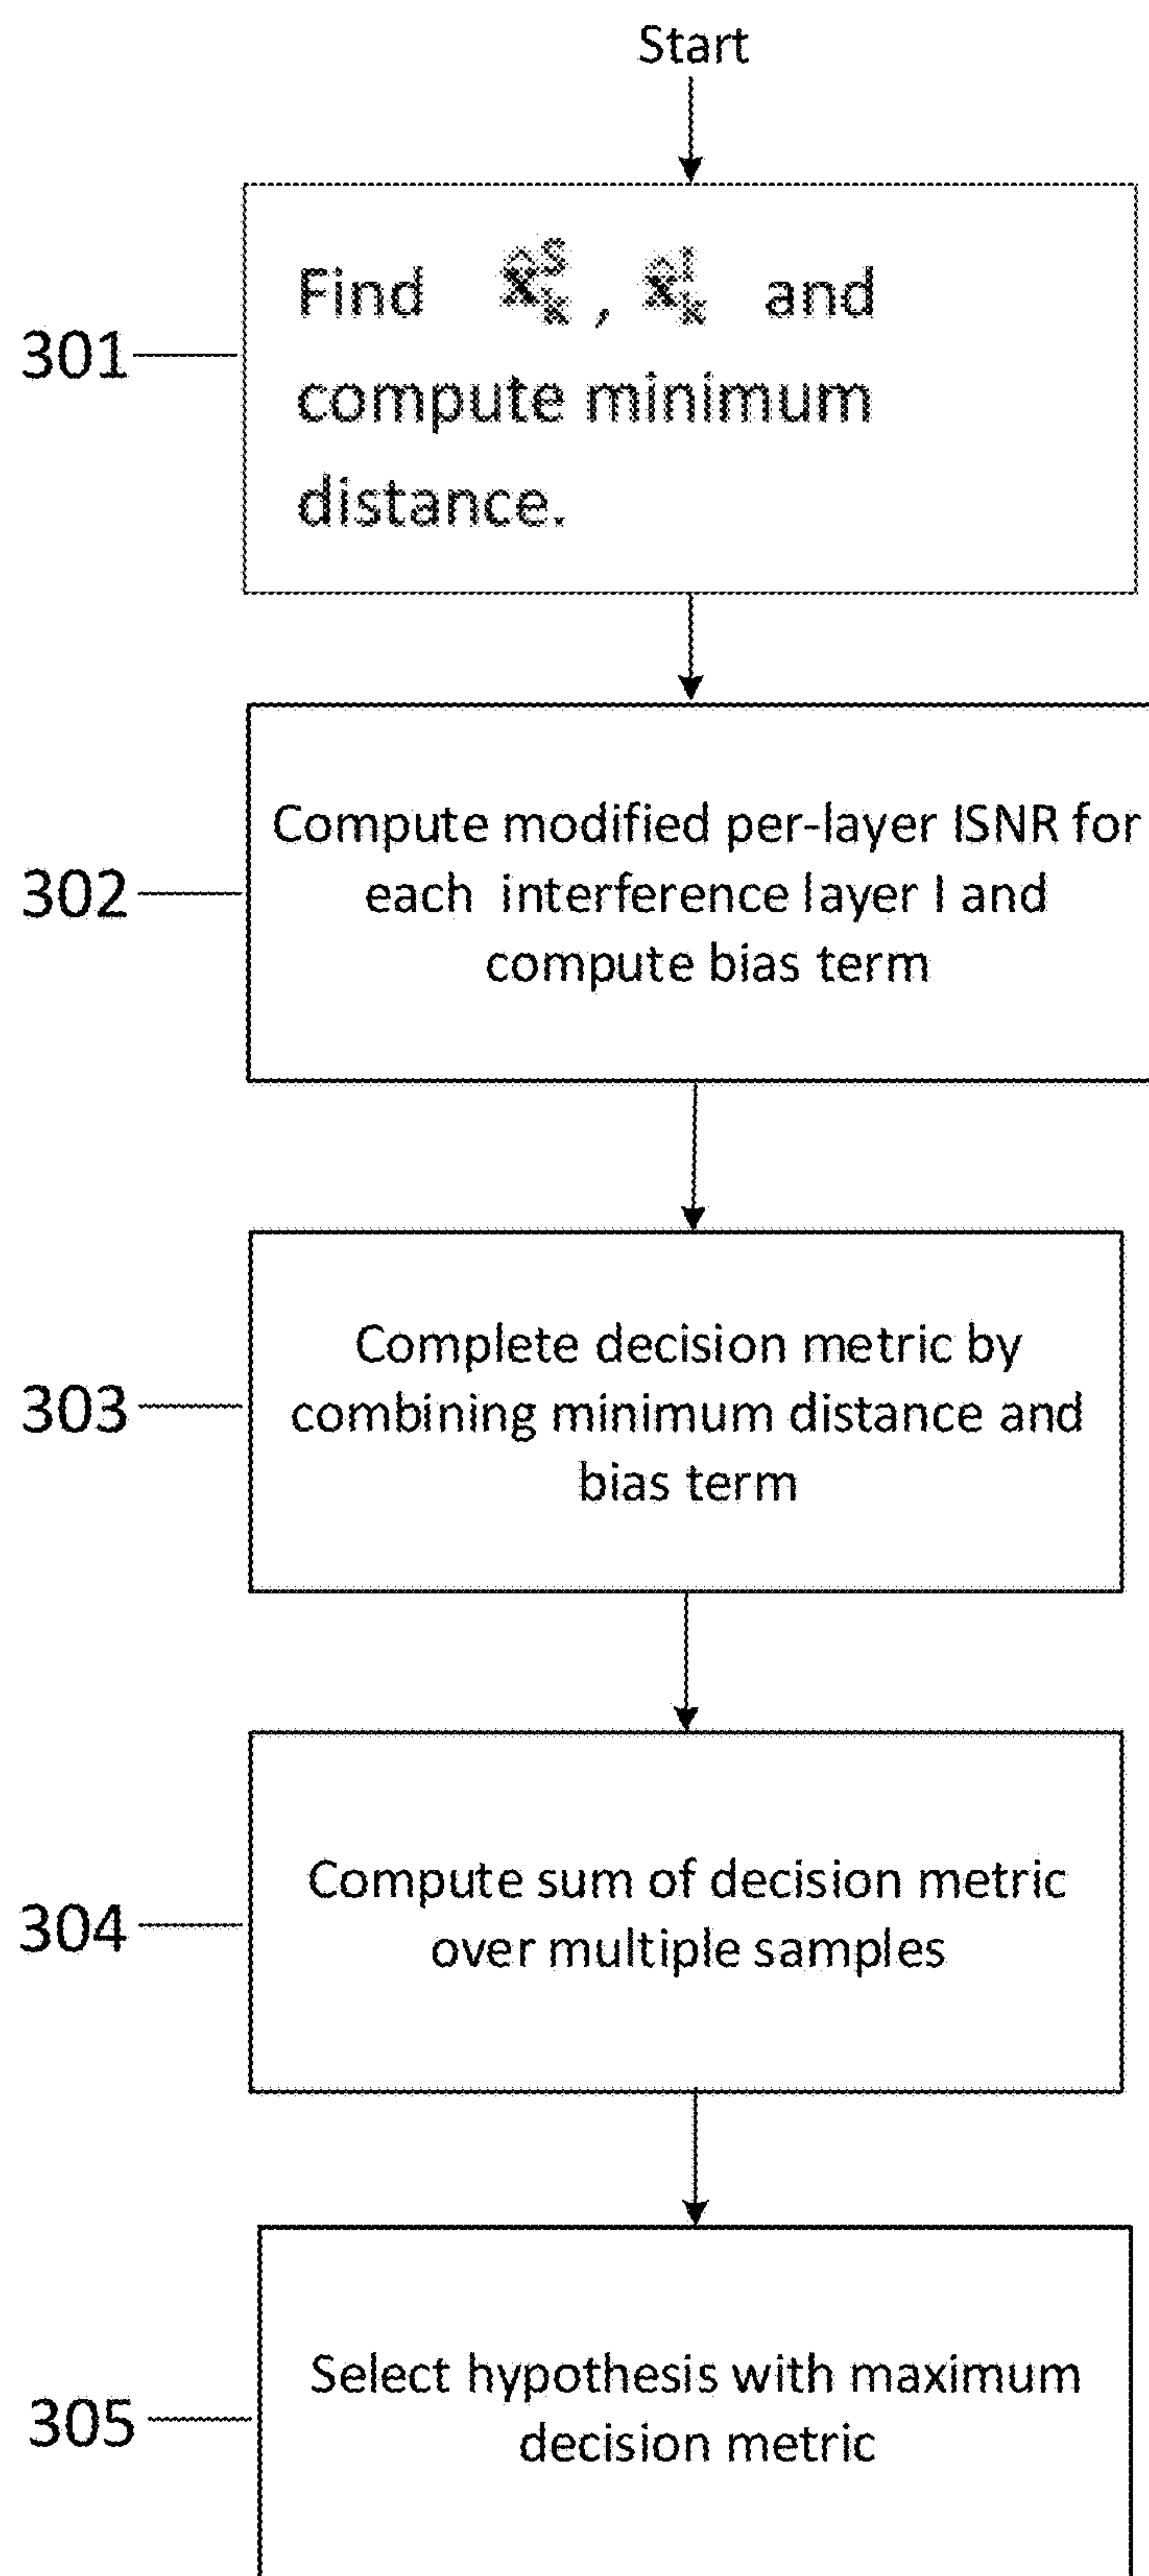 Start
301
Find x̂ₖˢ, x̂ₖᴵ and
compute minimum
distance.
302
Compute modified per-layer ISNR for
each interference layer l and
compute bias term
303
Complete decision metric by
combining minimum distance and
bias term
304
Compute sum of decision metric
over multiple samples
305
Select hypothesis with maximum
decision metric